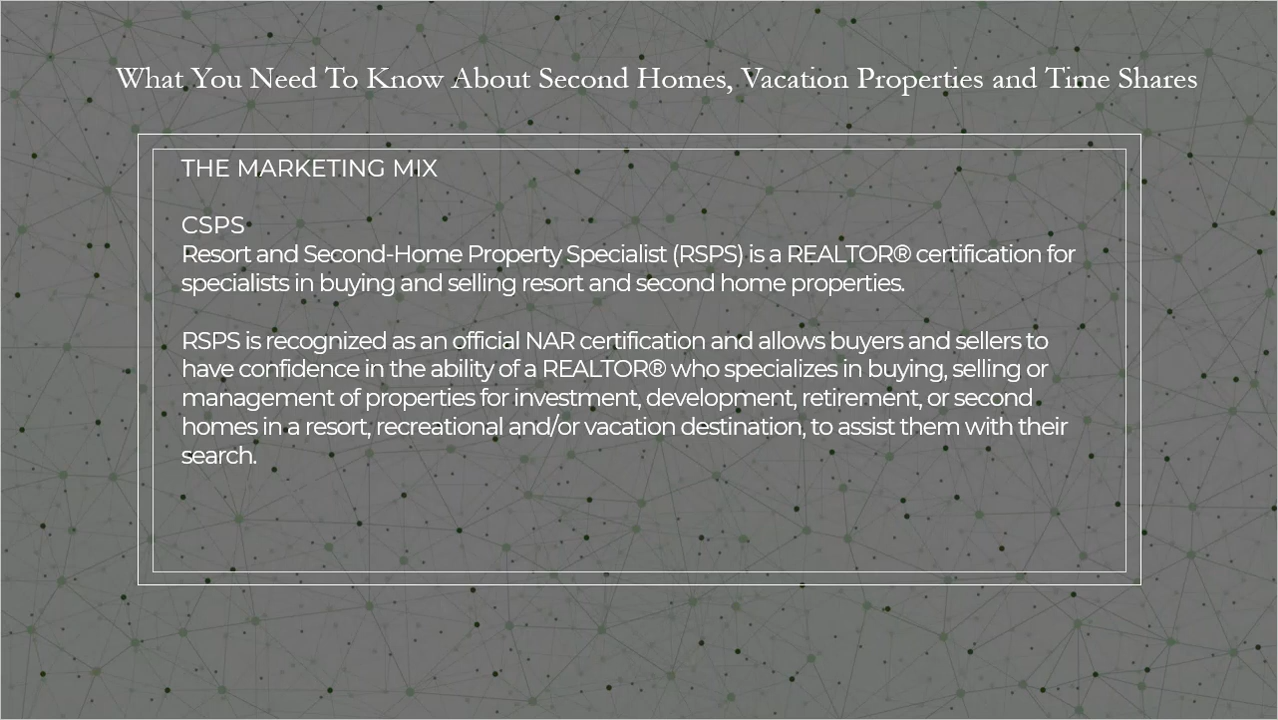 What You Need To Know About Second Homes, Vacation Properties and Time Shares
THE MARKETING MIX
CSPS
Resort and Second-Home Property Specialist (RSPS) is a REALTOR® certification for
specialists in buying and selling resort and second home properties.
RSPS is recognized as an official NAR certification and allows buyers and sellers to
have confidence in the ability of a REALTOR® who specializes in buying, selling or
management of properties for investment, development, retirement, or second
homes in a resort, recreational and/or vacation destination, to assist them with their
search.